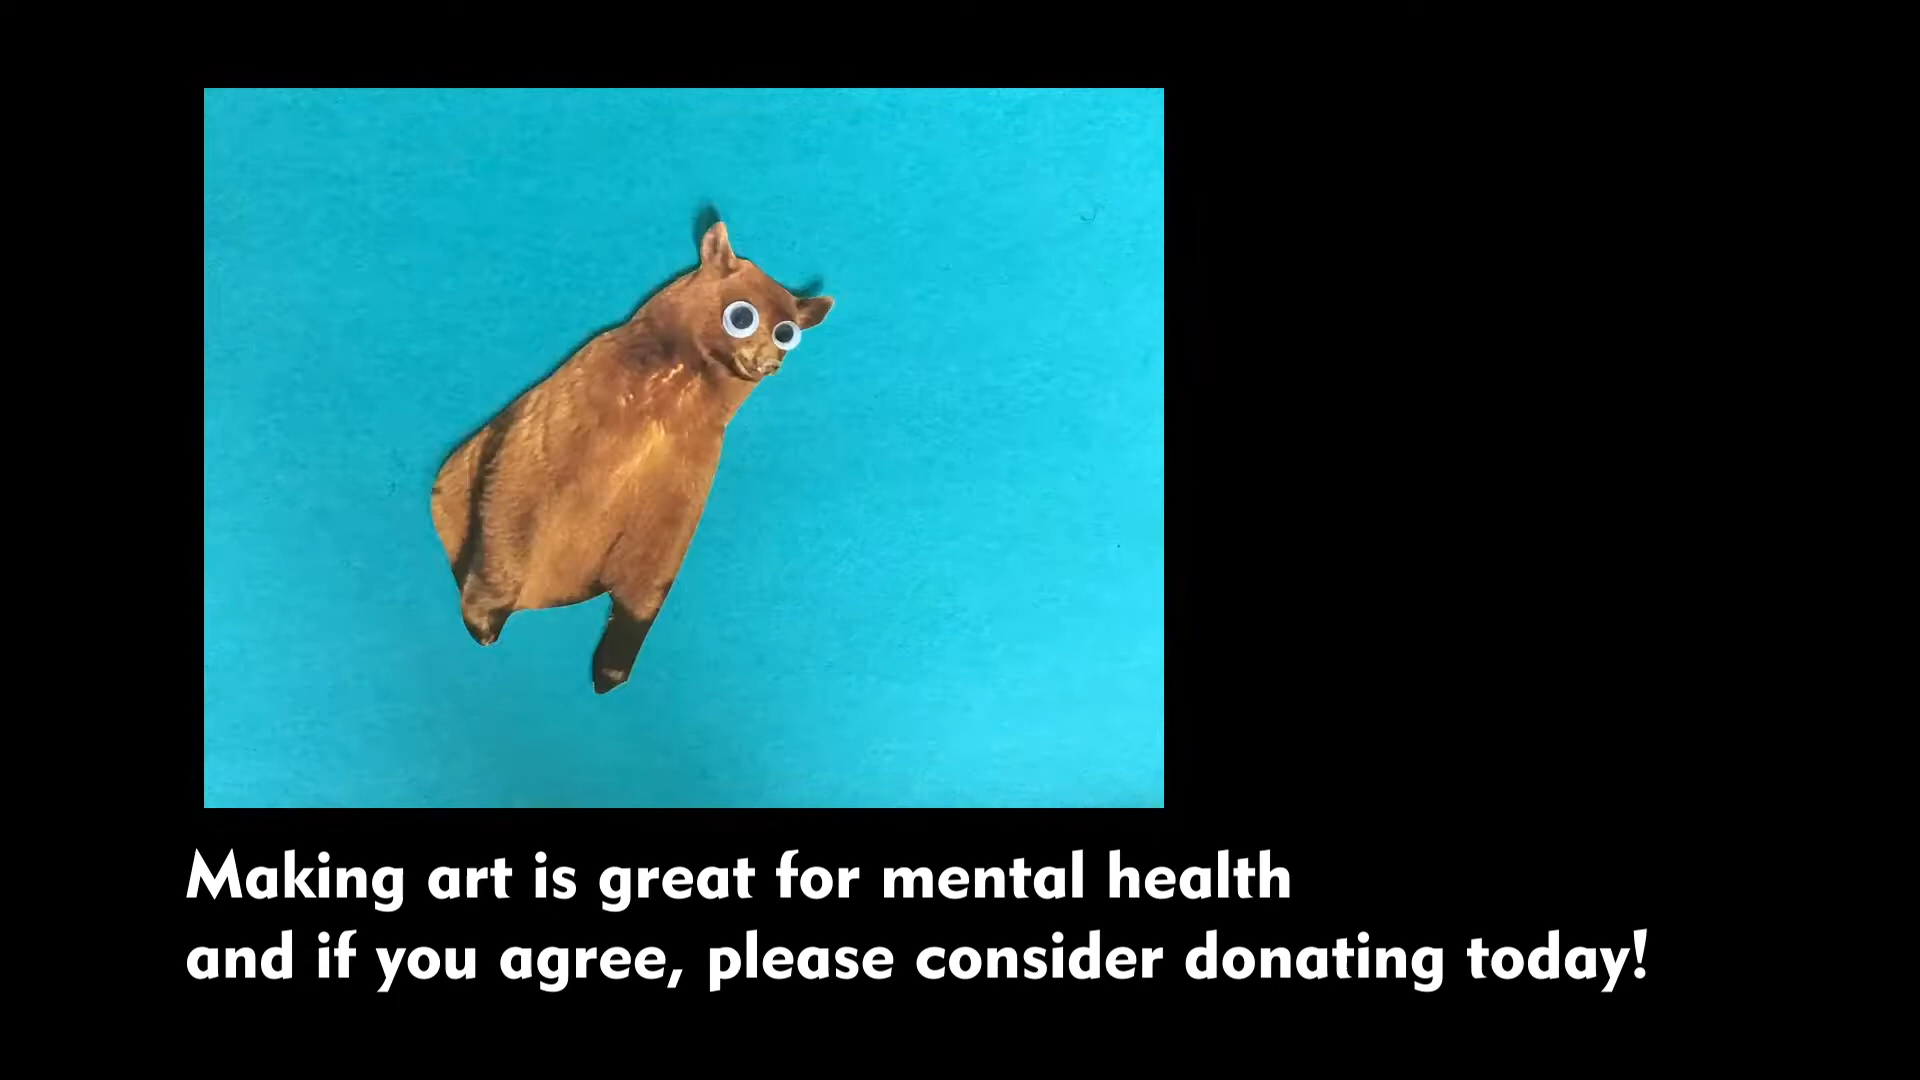 Making art is great for mental health
and if you agree, please consider donating today!